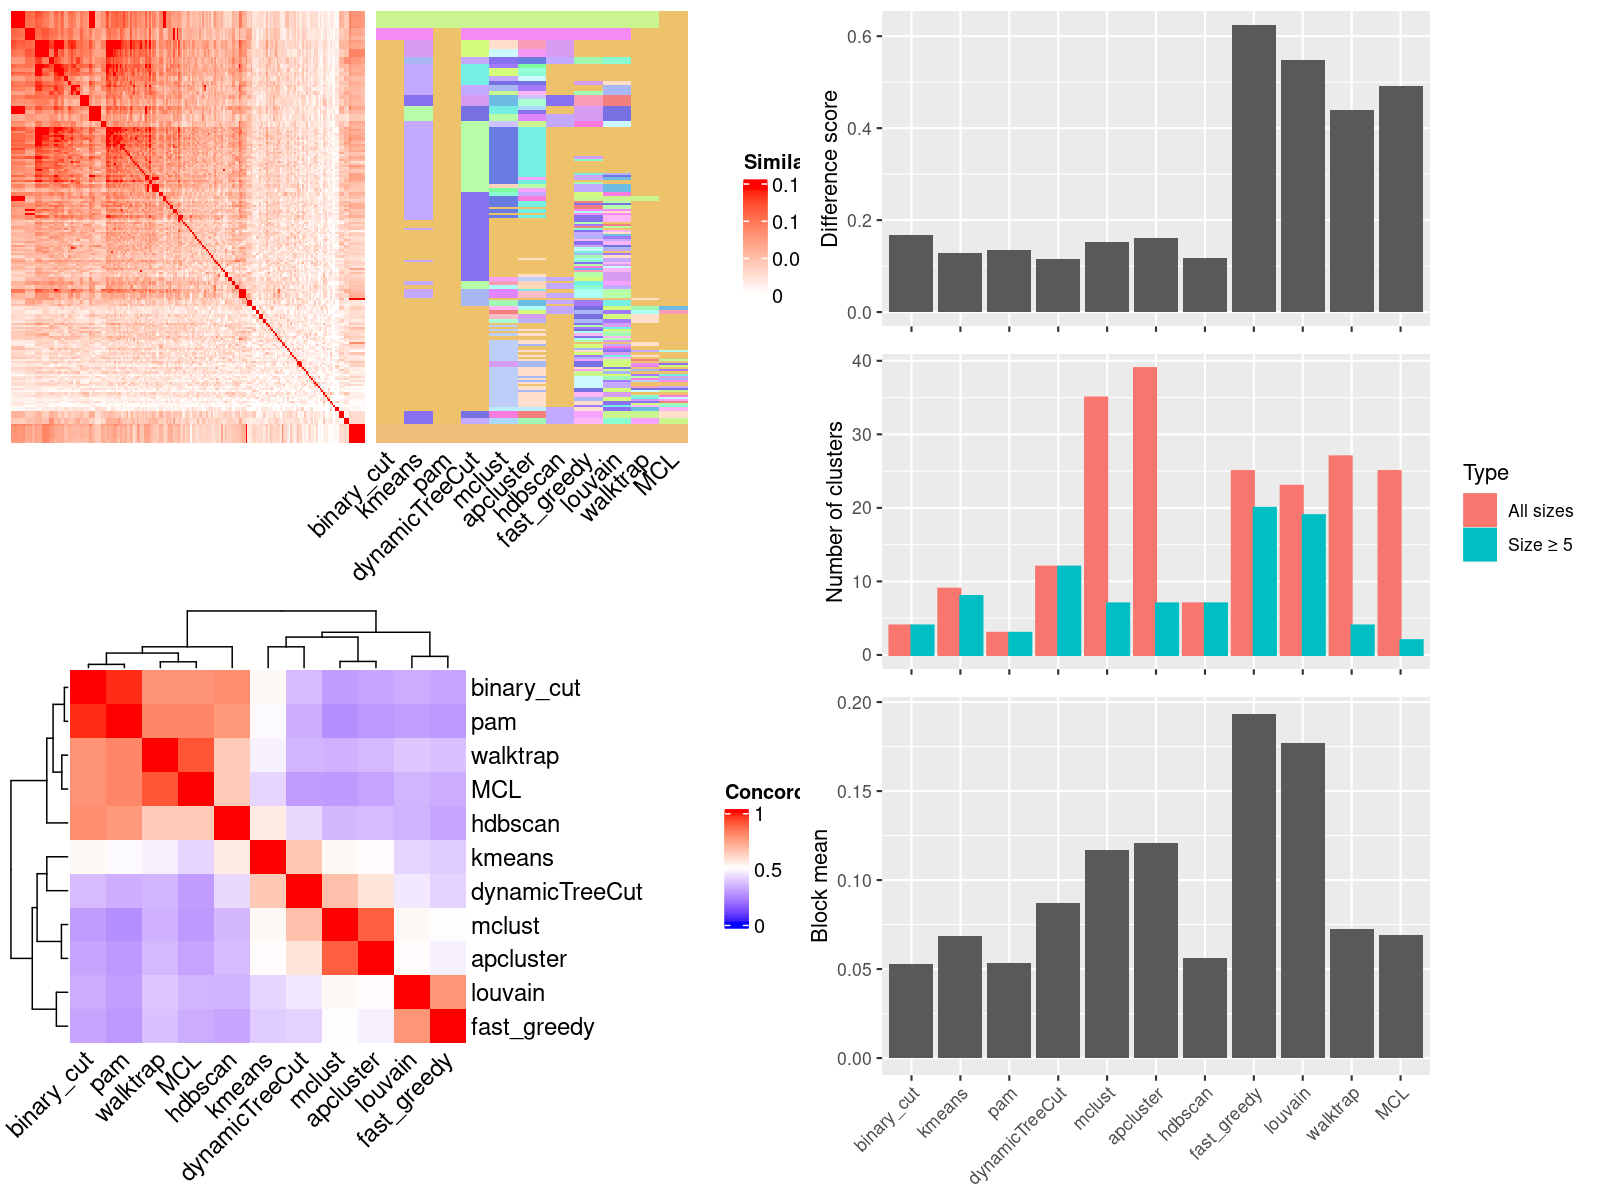 Simila
0.1
0.1
0.0
0
binary_cut
kmeans
pam
dynamicTreeCut
mclust
apcluster
hdbscan
fast_greedy
louvain
walktrap
MCL
binary_cut
pam
walktrap
MCL
hdbscan
kmeans
dynamicTreeCut
mclust
apcluster
louvain
fast_greedy
binary_cut
pam
walktrap
MCL
hdbscan
kmeans
dynamicTreeCut
mclust
apcluster
louvain
fast_greedy
Concord
1
0.5
0
Difference score
0.6
0.4
0.2
0.0
Number of clusters
40
30
20
10
0
Type
All sizes
Size ≥ 5
Block mean
0.20
0.15
0.10
0.05
0.00
binary_cut
kmeans
pam
dynamicTreeCut
mclust
apcluster
hdbscan
fast_greedy
louvain
walktrap
MCL